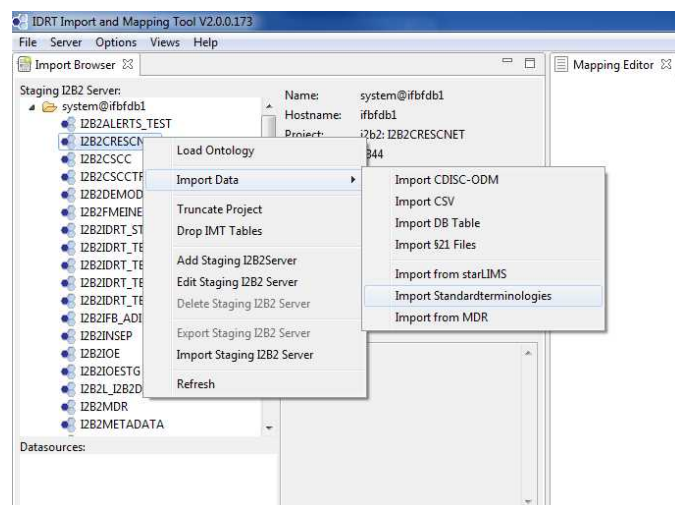 IDRT Import and Mapping Tool V2.0.0.173
File Server Options Views Help
Import Browser
Mapping Editor
Staging I2B2 Server:
system@ifbfdb1
I2B2ALERTS_TEST
I2B2CRESCN
I2B2CSCC
I2B2CSCCTF
I2B2DEMOD
I2B2FMEINE
I2B2IDRT_ST
I2B2IDRT_TE
I2B2IDRT_TE
I2B2IDRT_TE
I2B2IDRT_TE
I2B2IFB_ADI
I2B2INSEP
I2B2IOE
I2B2IOESTG
I2B2L_I2B2D
I2B2MDR
I2B2METADATA
Datasources:
Name: system@ifbfdb1
Hostname: ifbfdb1
Project: i2b2: I2B2CRESCNET
844
Load Ontology
Import Data
Truncate Project
Drop IMT Tables
Add Staging I2B2Server
Edit Staging I2B2 Server
Delete Staging I2B2 Server
Export Staging I2B2 Server
Import Staging I2B2 Server
Refresh
Import CDISC-ODM
Import CSV
Import DB Table
Import §21 Files
Import from starLIMS
Import Standardterminologies
Import from MDR